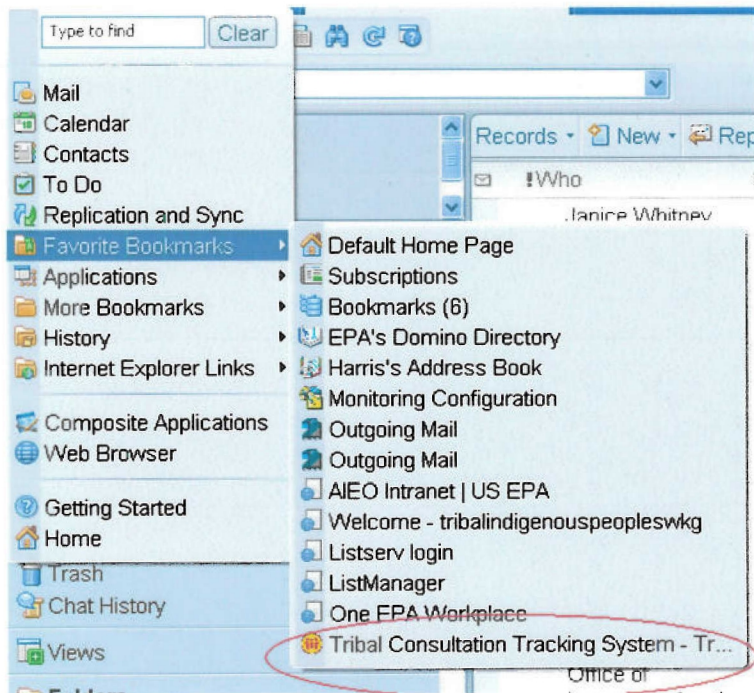 Type to find Clear
Mail
Calendar
Contacts
To Do
Replication and Sync
Favorite Bookmarks
Applications
More Bookmarks
History
Internet Explorer Links
Composite Applications
Web Browser
Getting Started
Home
Trash
Chat History
Views
Records New
!Who
Janice Whitney
Default Home Page
Subscriptions
Bookmarks (6)
EPA's Domino Directory
Harris's Address Book
Monitoring Configuration
Outgoing Mail
Outgoing Mail
AIEO Intranet | US EPA
Welcome - tribalindigenouspeopleswkg
Listserv login
ListManager
One EPA Workplace
Tribal Consultation Tracking System - Tr...
Office of